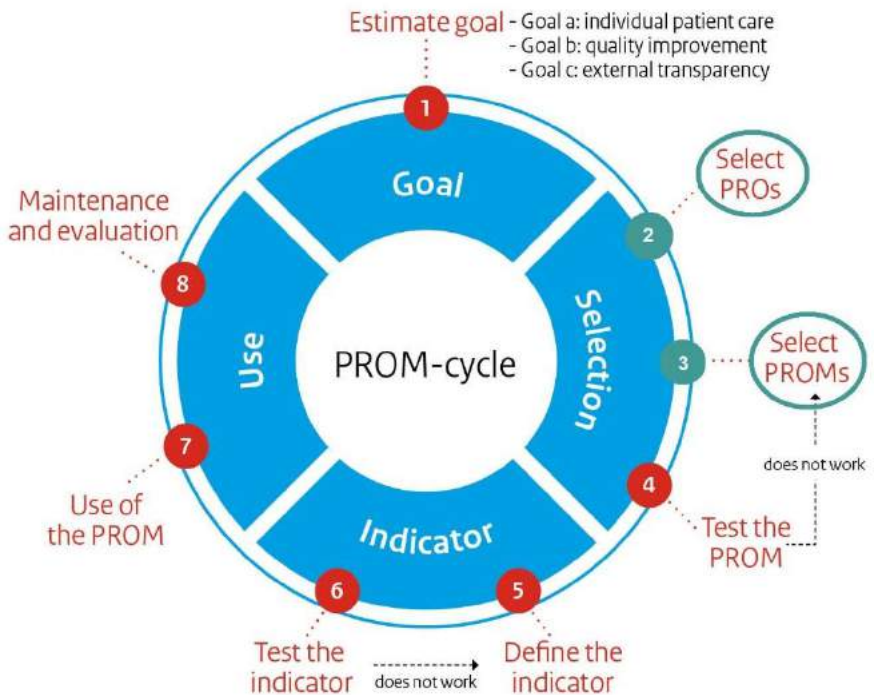 Estimate goal
- Goal a: individual patient care
- Goal b: quality improvement
- Goal c: external transparency
1
Goal
Select
PROs
2
Selection
3
Select
PROMs
does not work
4
Test the
PROM
PROM-cycle
Maintenance
and evaluation
8
Use
7
Use of
the PROM
Indicator
6
5
Test the
indicator
does not work
Define the
indicator